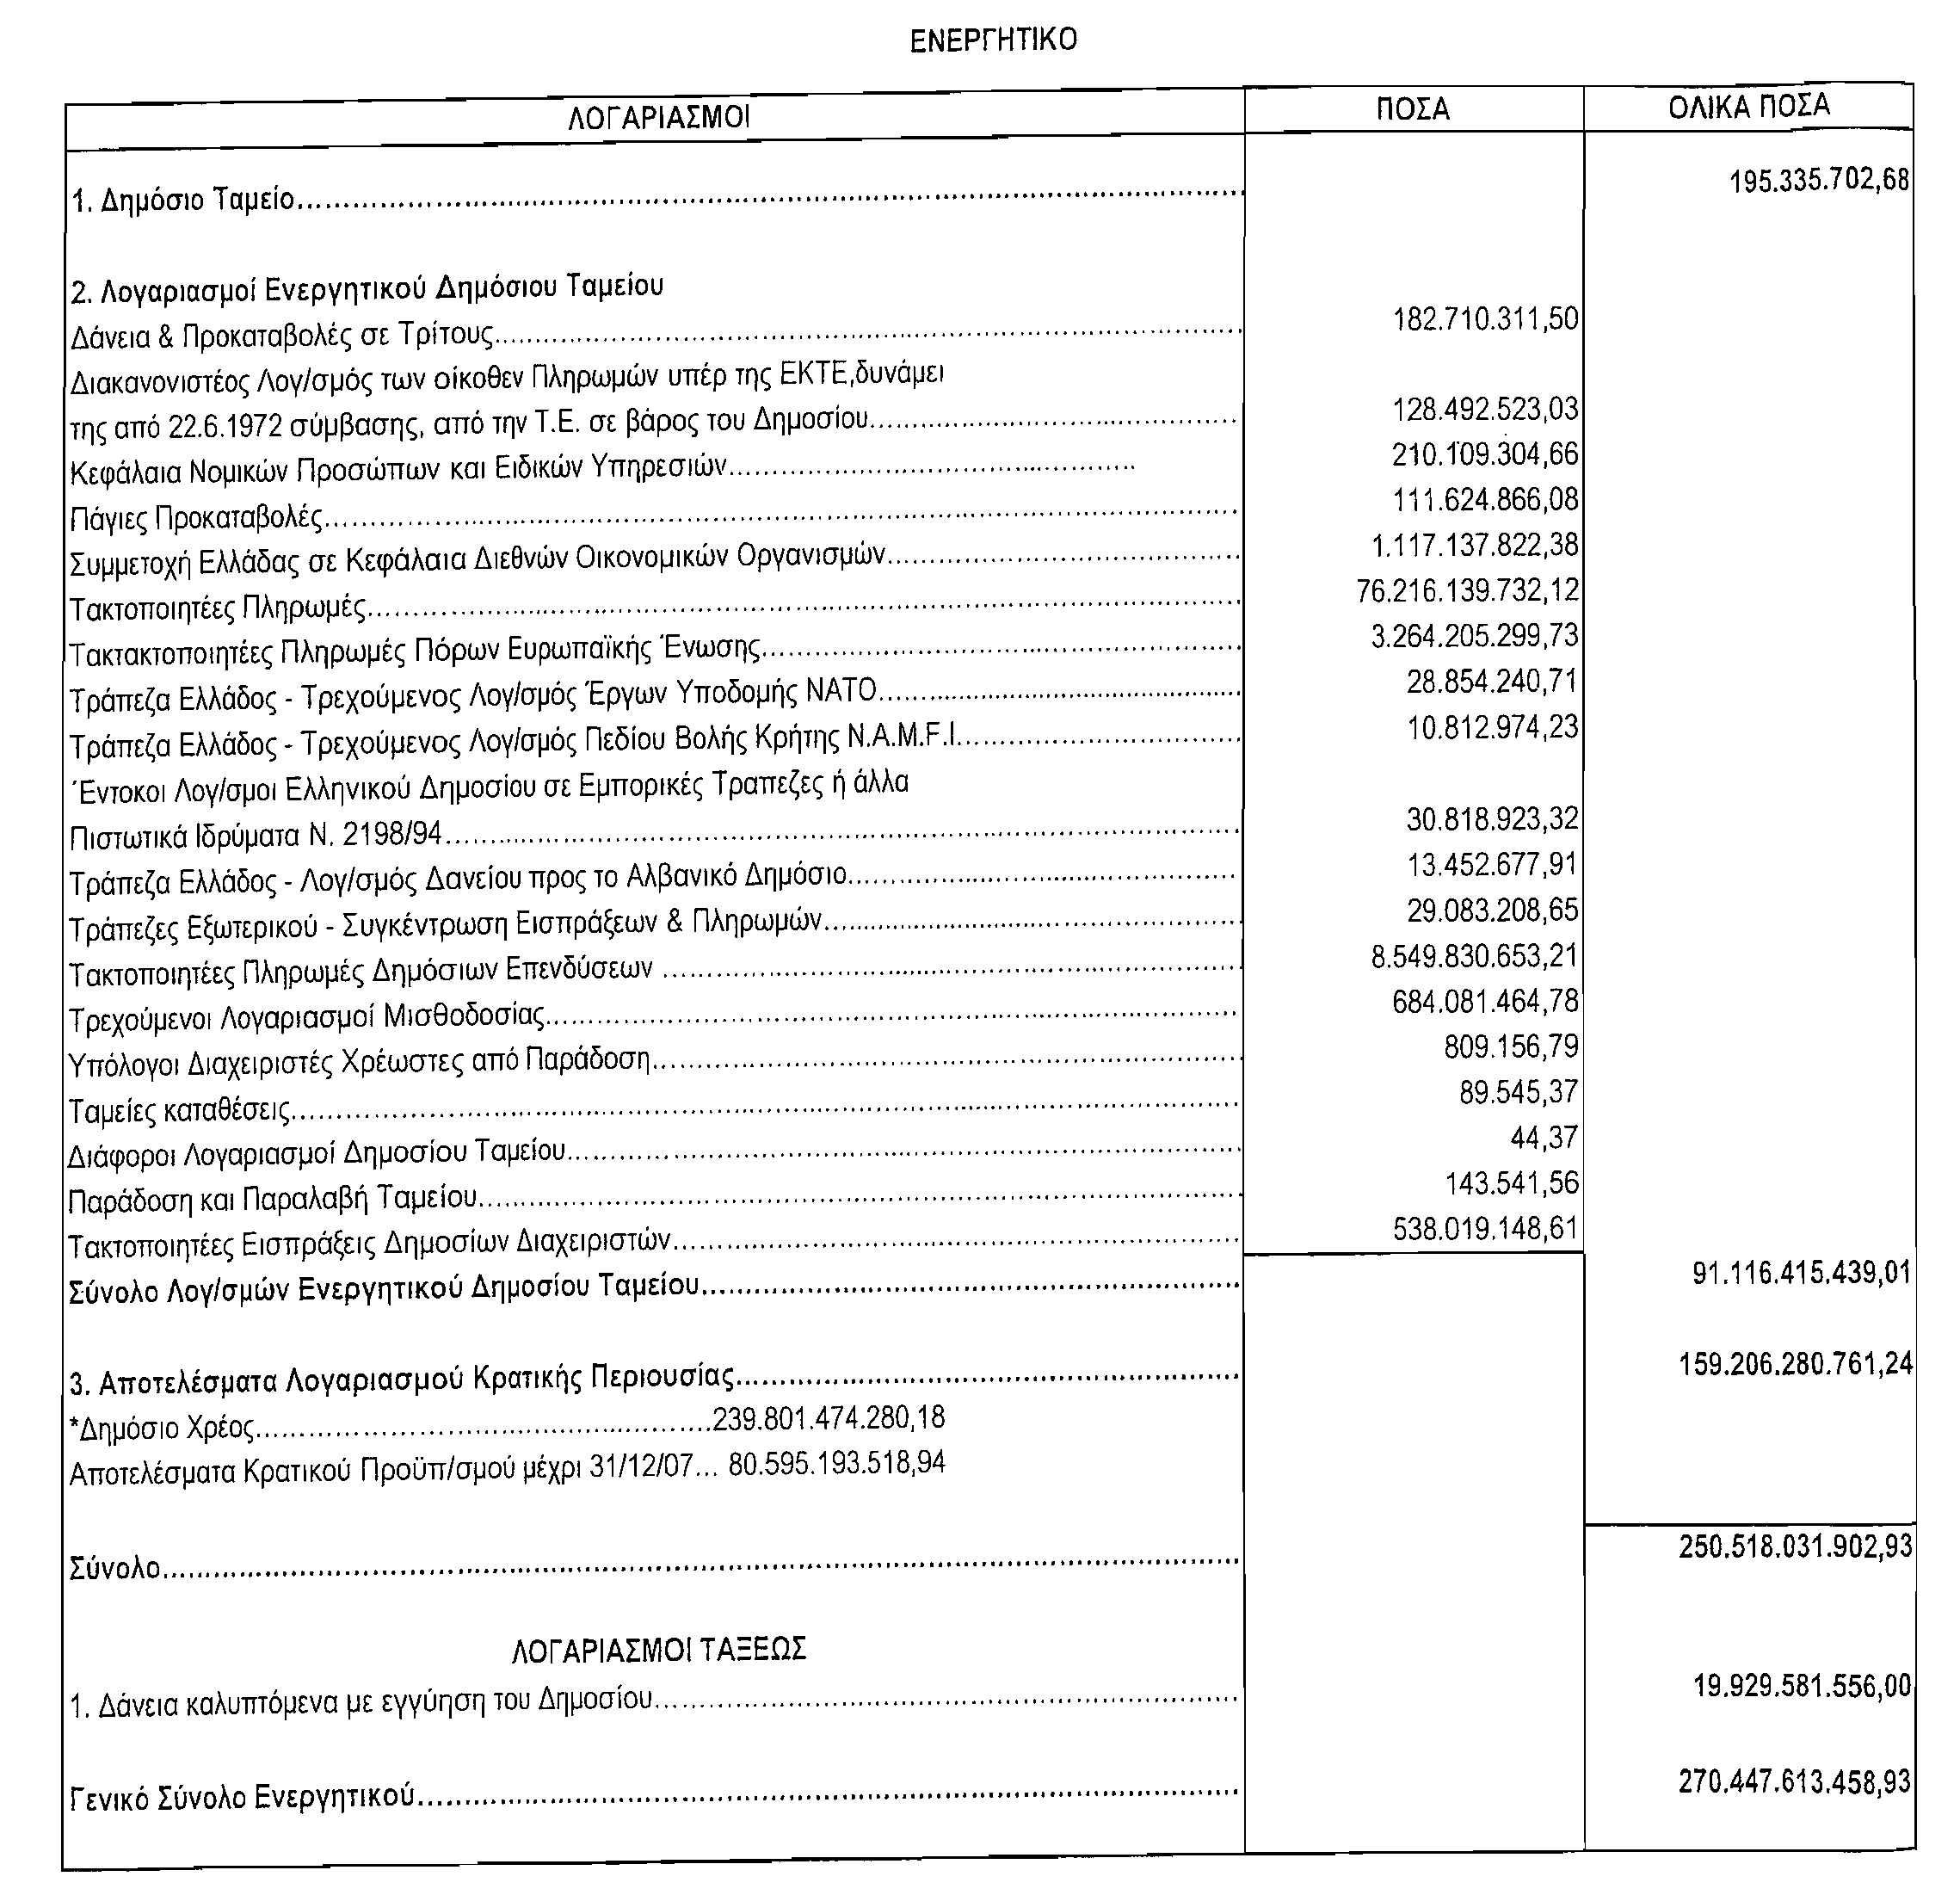 ΕΝΕΡΓΗΤΙΚΟ
ΛΟΓΑΡΙΑΣΜΟΙ ΠΟΣΑ ΟΛΙΚΑ ΠΟΣΑ
1. Δημόσιο Ταμείο........ 195.335.702,68
2. Λογαριασμοί Ενεργητικού Δημόσιου Ταμείου
Δάνεια & Προκαταβολές σε Τρίτους........ 182.710.311,50
Διακανονιστέος Λογ/σμός των οίκοθεν Πληρωμών υπέρ της ΕΚΤΕ,δυνάμει
της από 22.6.1972 σύμβασης, από την Τ.Ε. σε βάρος του Δημοσίου........ 128.492.523,03
Κεφάλαια Νομικών Προσώπων και Ειδικών Υπηρεσιών........ 210.109.304,66
Πάγιες Προκαταβολές........ 111.624.866,08
Συμμετοχή Ελλάδας σε Κεφάλαια Διεθνών Οικονομικών Οργανισμών........ 1.117.137.822,38
Τακτοποιητέες Πληρωμές........ 76.216.139.732,12
Τακτακτοποιητέες Πληρωμές Πόρων Ευρωπαϊκής Ένωσης........ 3.264.205.299,73
Τράπεζα Ελλάδος - Τρεχούμενος Λογ/σμός Έργων Υποδομής ΝΑΤΟ........ 28.854.240,71
Τράπεζα Ελλάδος - Τρεχούμενος Λογ/σμός Πεδίου Βολής Κρήτης N.A.M.F.I........ 10.812.974,23
Έντοκοι Λογ/σμοι Ελληνικού Δημοσίου σε Εμπορικές Τραπεζες ή άλλα
Πιστωτικά Ιδρύματα Ν. 2198/94........ 30.818.923,32
Τράπεζα Ελλάδος - Λογ/σμός Δανείου προς το Αλβανικό Δημόσιο........ 13.452.677,91
Τράπεζες Εξωτερικού - Συγκέντρωση Εισπράξεων & Πληρωμών........ 29.083.208,65
Τακτοποιητέες Πληρωμές Δημόσιων Επενδύσεων ........ 8.549.830.653,21
Τρεχούμενοι Λογαριασμοί Μισθοδοσίας........ 684.081.464,78
Υπόλογοι Διαχειριστές Χρέωστες από Παράδοση........ 809.156,79
Ταμείες καταθέσεις........ 89.545,37
Διάφοροι Λογαριασμοί Δημοσίου Ταμείου........ 44,37
Παράδοση και Παραλαβή Ταμείου........ 143.541,56
Τακτοποιητέες Εισπράξεις Δημοσίων Διαχειριστών........ 538.019.148,61
Σύνολο Λογ/σμών Ενεργητικού Δημοσίου Ταμείου........ 91.116.415.439,01
3. Αποτελέσματα Λογαριασμού Κρατικής Περιουσίας........ 159.206.280.761,24
*Δημόσιο Χρέος........239.801.474.280,18
Αποτελέσματα Κρατικού Προϋπ/σμού μέχρι 31/12/07... 80.595.193.518,94
Σύνολο........ 250.518.031.902,93
ΛΟΓΑΡΙΑΣΜΟΙ ΤΑΞΕΩΣ
1. Δάνεια καλυπτόμενα με εγγύηση του Δημοσίου........ 19.929.581.556,00
Γενικό Σύνολο Ενεργητικού........ 270.447.613.458,93